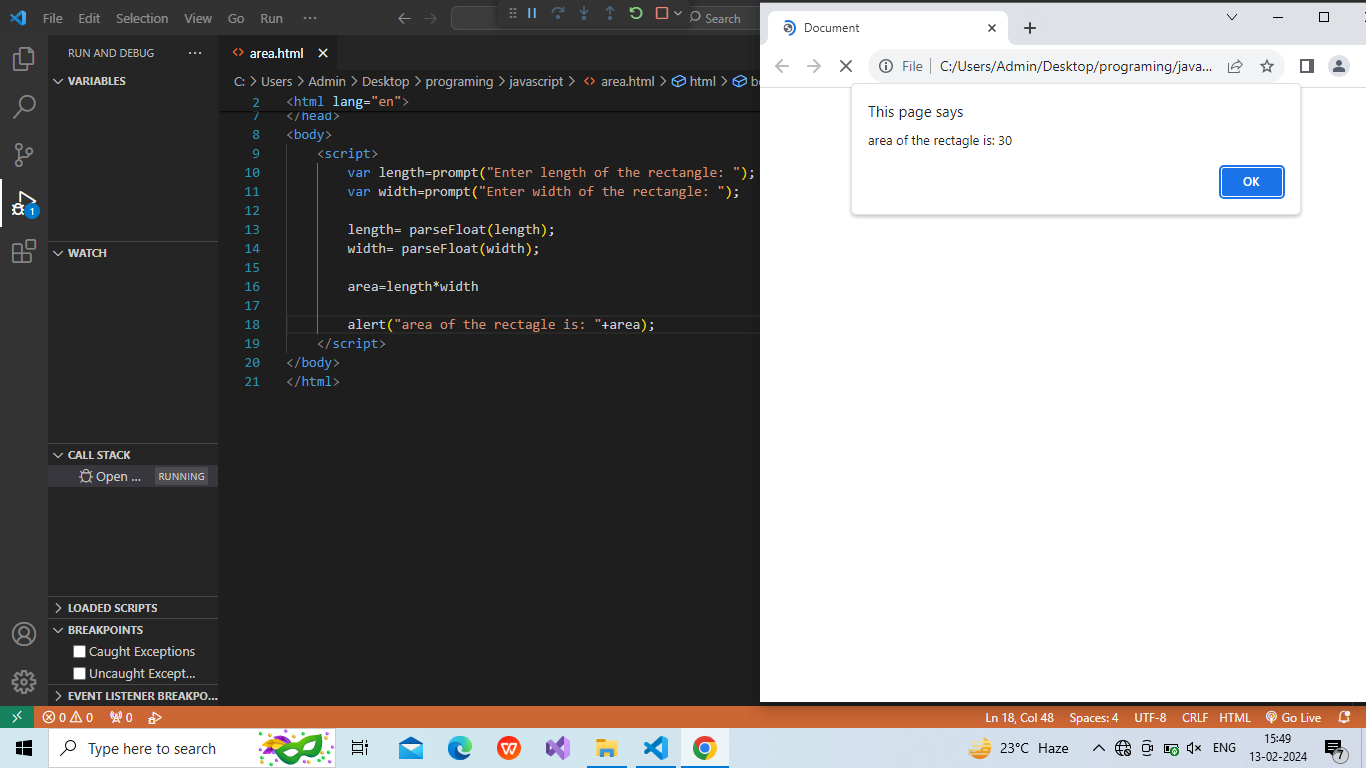 File Edit Selection View Go Run ··· Search
RUN AND DEBUG ···
VARIABLES
WATCH
CALL STACK
Open ... RUNNING
LOADED SCRIPTS
BREAKPOINTS
Caught Exceptions
Uncaught Except...
EVENT LISTENER BREAKPO...
1
area.html
C: > Users > Admin > Desktop > programing > javascript > area.html > html > b
2 <html lang="en">
7 </head>
8 <body>
9 <script>
10 var length=prompt("Enter length of the rectangle: ");
11 var width=prompt("Enter width of the rectangle: ");
12
13 length= parseFloat(length);
14 width= parseFloat(width);
15
16 area=length*width
17
18 alert("area of the rectagle is: "+area);
19 </script>
20 </body>
21 </html>
Document
File C:/Users/Admin/Desktop/programing/java...
This page says
area of the rectagle is: 30
OK
0 0 0 Ln 18, Col 48 Spaces: 4 UTF-8 CRLF HTML Go Live
Type here to search
23°C Haze ENG
15:49
13-02-2024
7